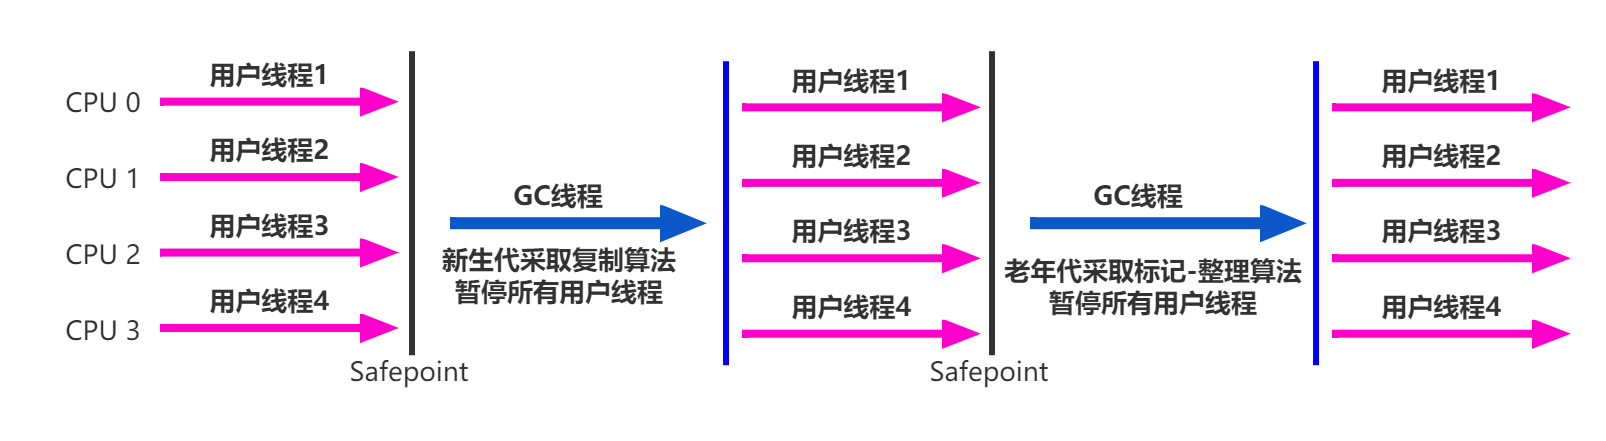 用户线程1
CPU 0
用户线程2
CPU 1
用户线程3
CPU 2
用户线程4
CPU 3
Safepoint
GC线程
新生代采取复制算法
暂停所有用户线程
用户线程1
用户线程2
用户线程3
用户线程4
Safepoint
GC线程
老年代采取标记-整理算法
暂停所有用户线程
用户线程1
用户线程2
用户线程3
用户线程4